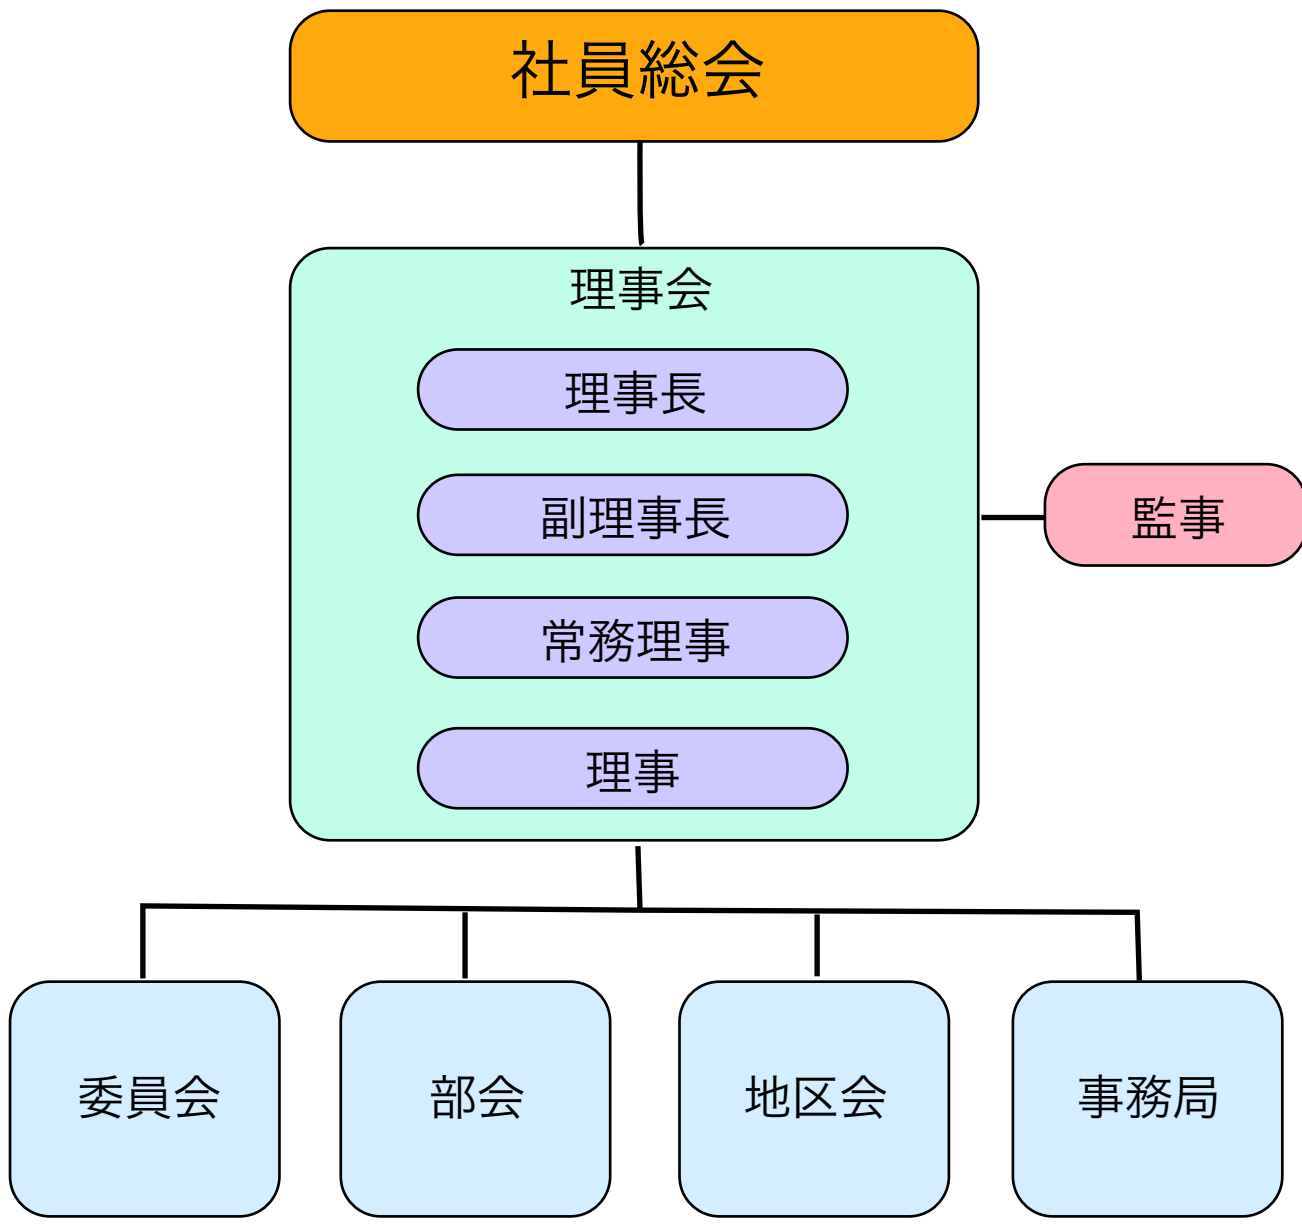 社員総会
理事会
理事長
副理事長
監事
常務理事
理事
委員会
部会
地区会
事務局